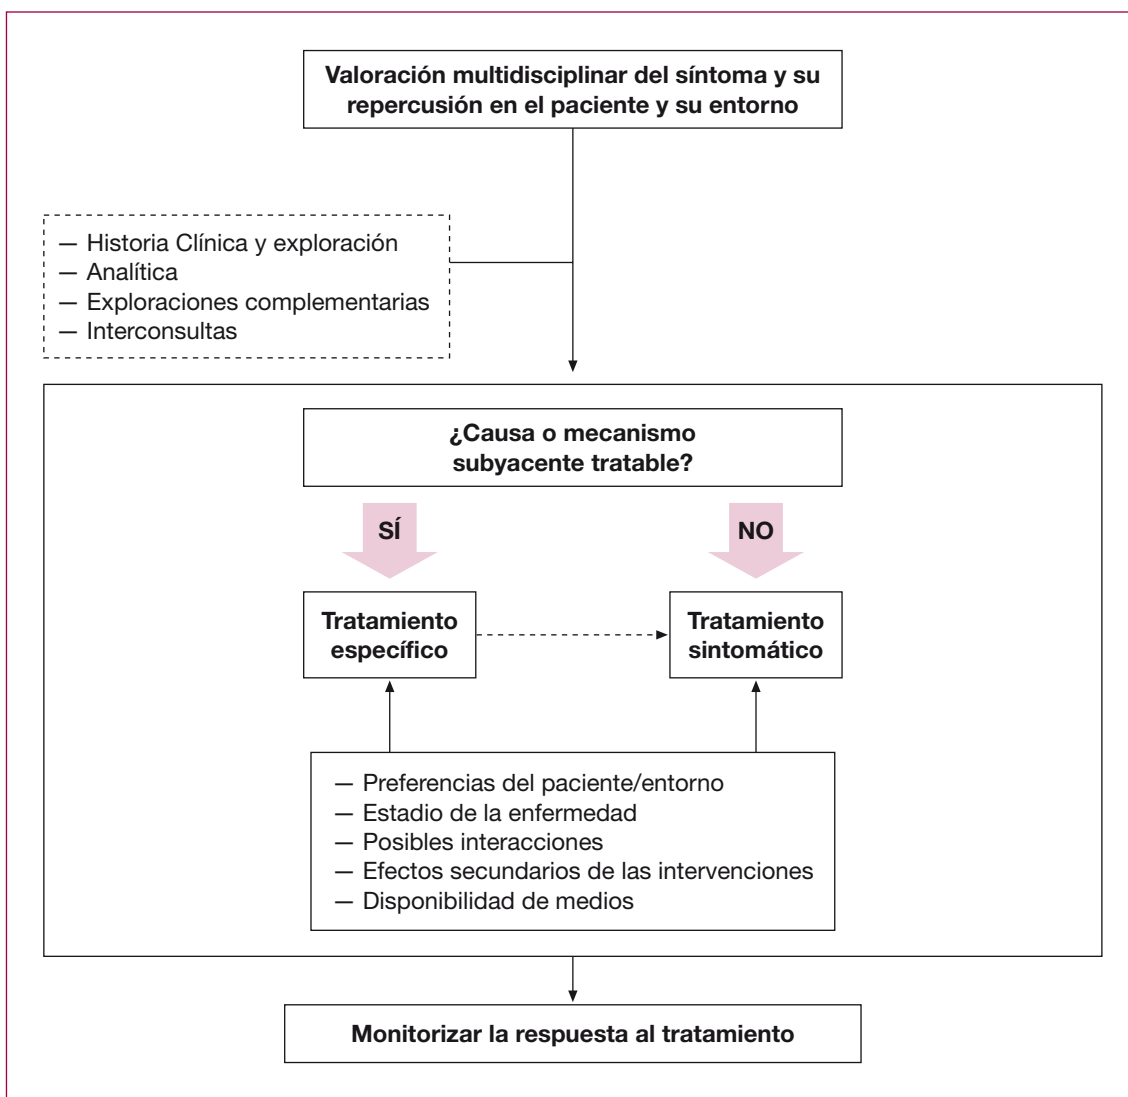 Valoración multidisciplinar del síntoma y su
repercusión en el paciente y su entorno
— Historia Clínica y exploración
— Analítica
— Exploraciones complementarias
— Interconsultas
¿Causa o mecanismo
subyacente tratable?
SÍ
NO
Tratamiento
específico
Tratamiento
sintomático
— Preferencias del paciente/entorno
— Estadio de la enfermedad
— Posibles interacciones
— Efectos secundarios de las intervenciones
— Disponibilidad de medios
Monitorizar la respuesta al tratamiento